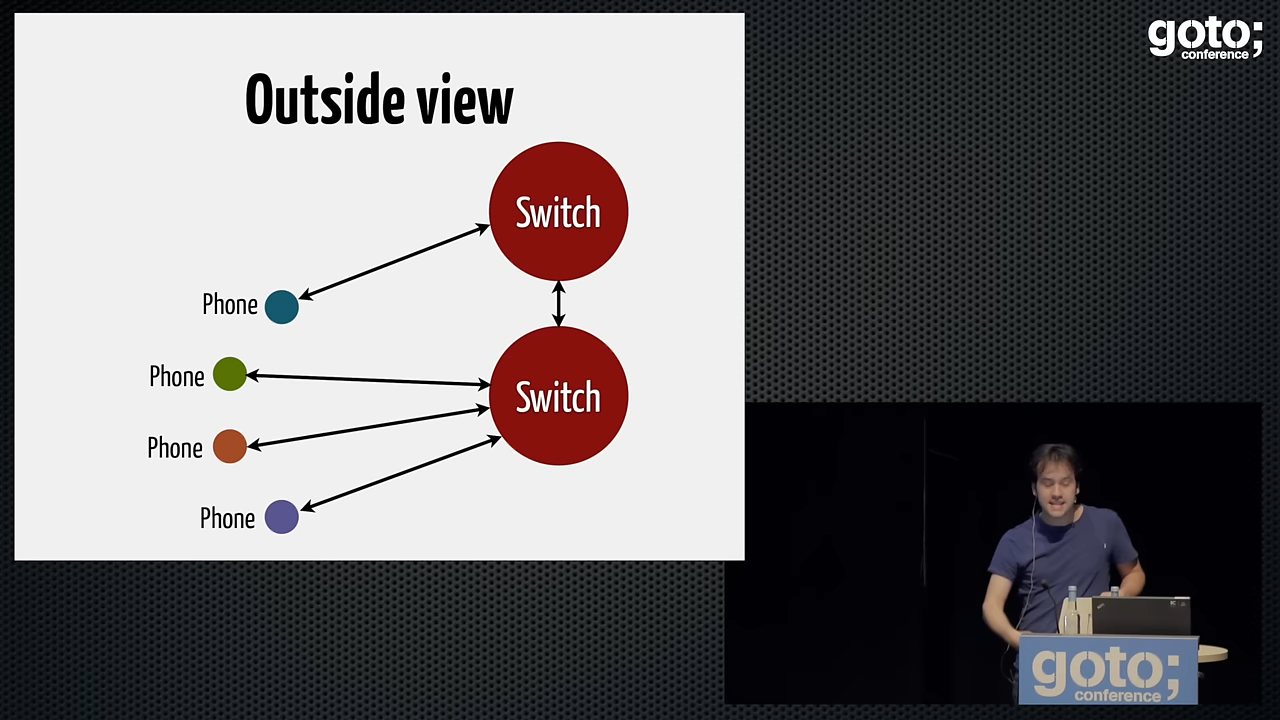 Outside view
Switch
Phone
Switch
Phone
Phone
Phone
goto;
conference
goto;
conference